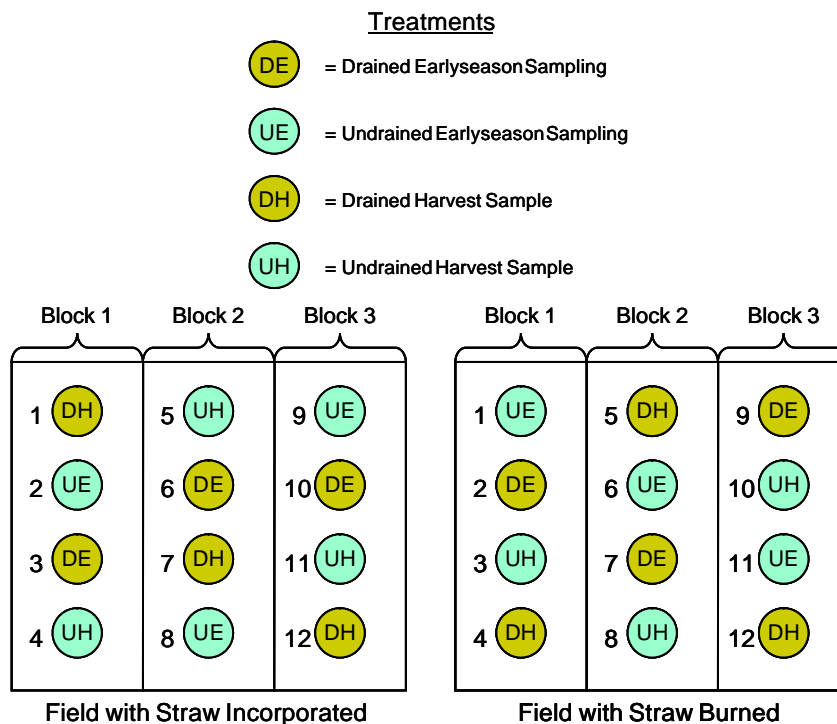 Treatments
DE = Drained Earlyseason Sampling
UE = Undrained Earlyseason Sampling
DH = Drained Harvest Sample
UH = Undrained Harvest Sample
Block 1 Block 2 Block 3 Block 1 Block 2 Block 3
1 DH 5 UH 9 UE 1 UE 5 DH 9 DE
2 UE 6 DE 10 DE 2 DE 6 UE 10 UH
3 DE 7 DH 11 UH 3 UH 7 DE 11 UE
4 UH 8 UE 12 DH 4 DH 8 UH 12 DH
Field with Straw Incorporated Field with Straw Burned